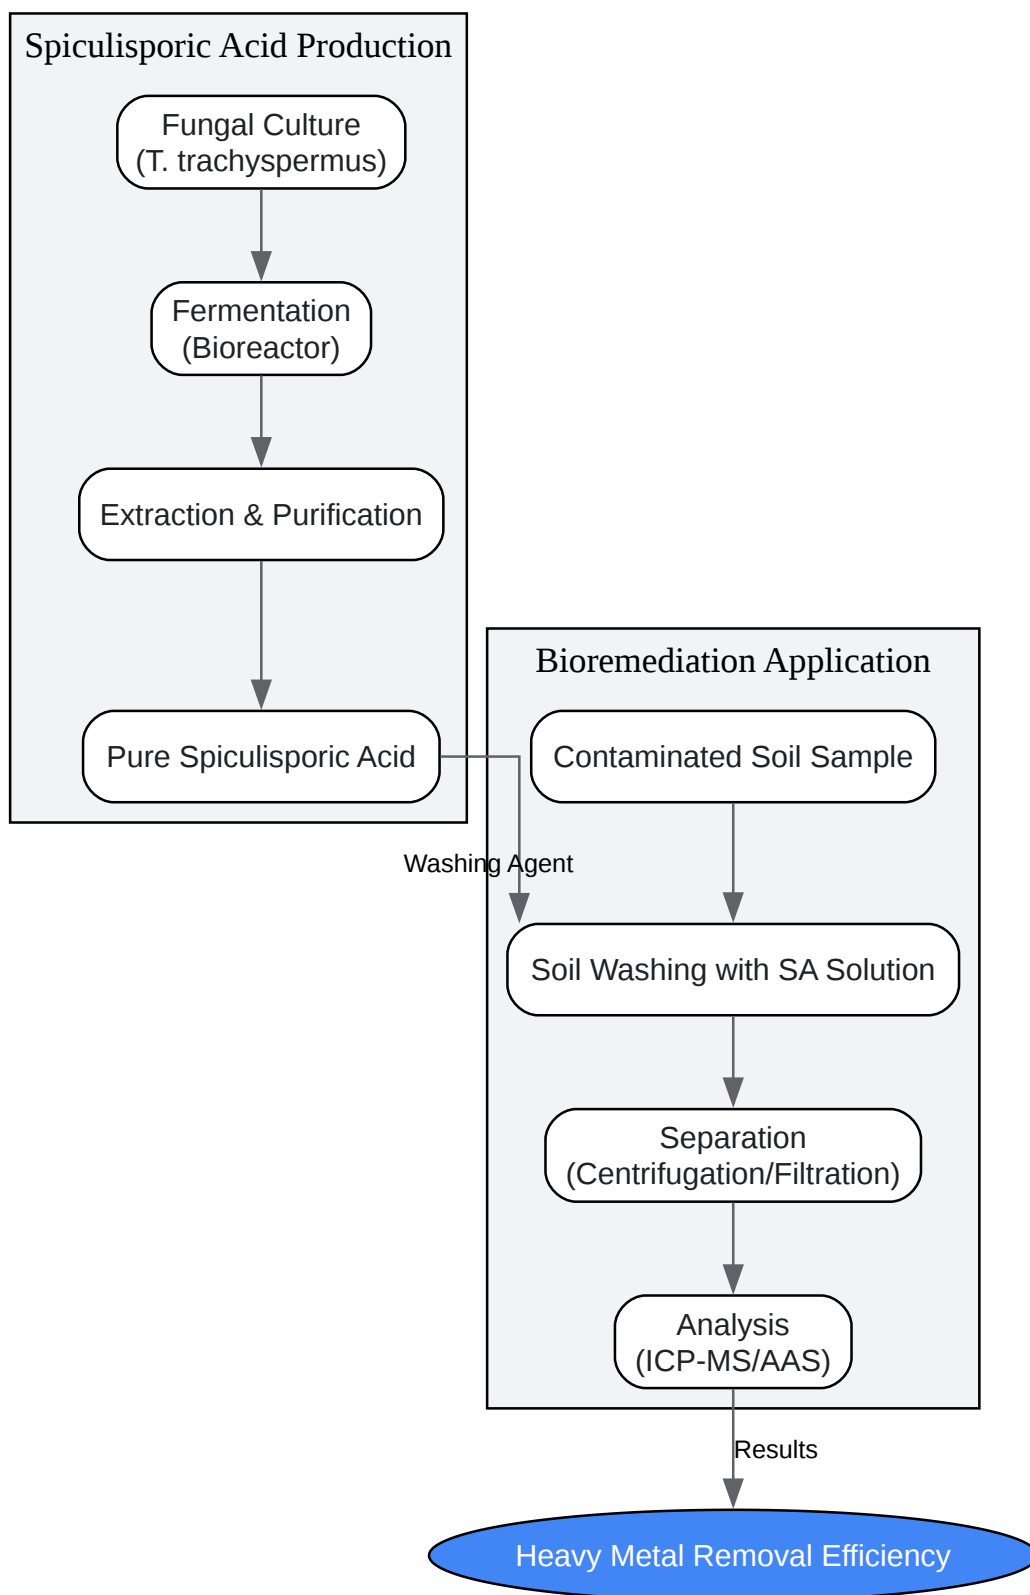 Spiculisporic Acid Production
Fungal Culture
(T. trachyspermus)
Fermentation
(Bioreactor)
Extraction & Purification
Pure Spiculisporic Acid
Washing Agent
Bioremediation Application
Contaminated Soil Sample
Soil Washing with SA Solution
Separation
(Centrifugation/Filtration)
Analysis
(ICP-MS/AAS)
Results
Heavy Metal Removal Efficiency